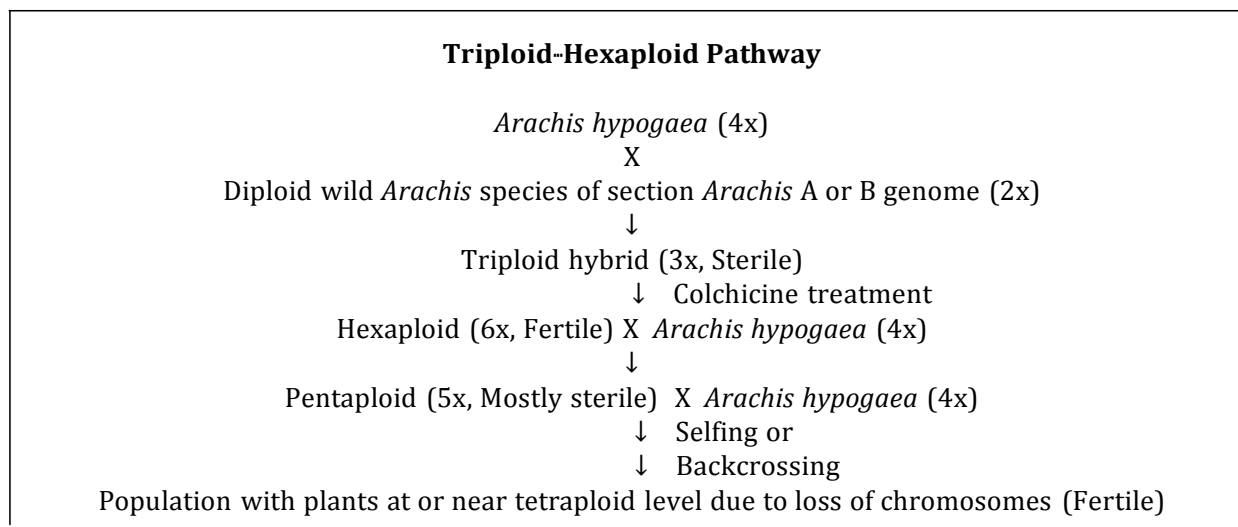 Triploid-Hexaploid Pathway
Arachis hypogaea (4x)
X
Diploid wild Arachis species of section Arachis A or B genome (2x)
↓
Triploid hybrid (3x, Sterile)
↓ Colchicine treatment
Hexaploid (6x, Fertile) X Arachis hypogaea (4x)
↓
Pentaploid (5x, Mostly sterile) X Arachis hypogaea (4x)
↓ Selfing or
↓ Backcrossing
Population with plants at or near tetraploid level due to loss of chromosomes (Fertile)